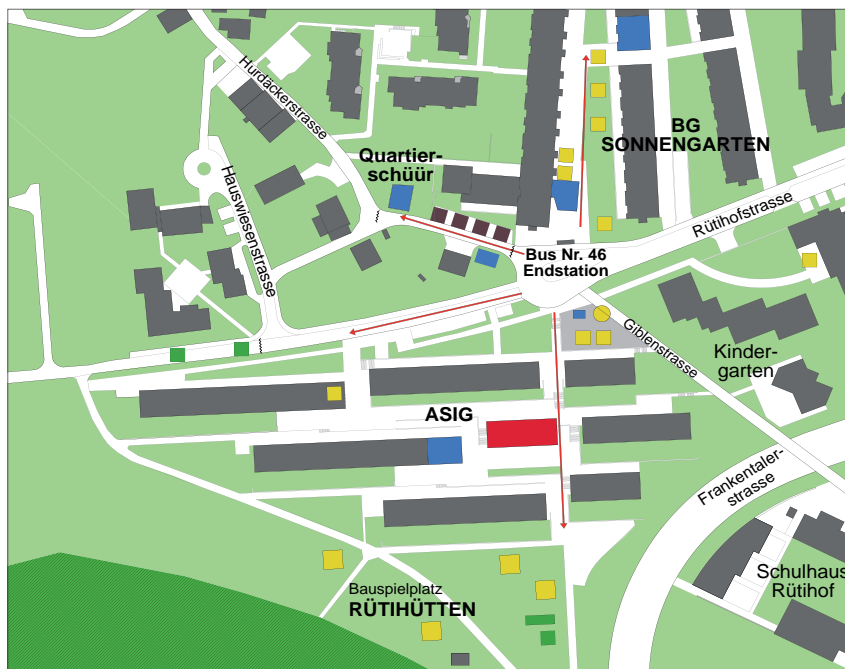 Hurdäckerstrasse
Quartier-
schüür
BG
SONNENGARTEN
Hauswiesenstrasse
Rütihofstrasse
Bus Nr. 46
Endstation
Giblenstrasse
Kinder-
garten
ASIG
Frankentaler-
strasse
Bauspielplatz
RÜTIHÜTTEN
Schulhaus
Rütihof